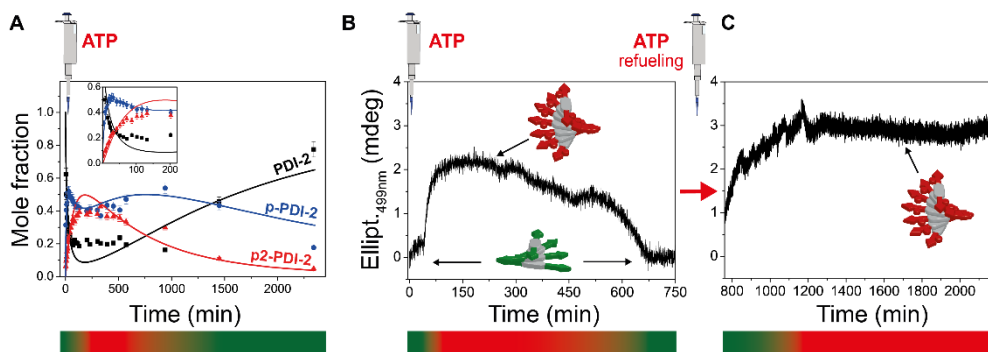 A
ATP
Mole fraction
1.0
0.8
0.6
0.4
0.2
0.0
0.6
0.4
0.2
0.0
0 100 200
PDI-2
p-PDI-2
p2-PDI-2
0 500 1000 1500 2000
Time (min)
B
ATP
Ellipt.499nm (mdeg)
4
3
2
1
0
0 150 300 450 600 750
Time (min)
ATP
refueling
C
4
3
2
1
0
800 1000 1200 1400 1600 1800 2000
Time (min)